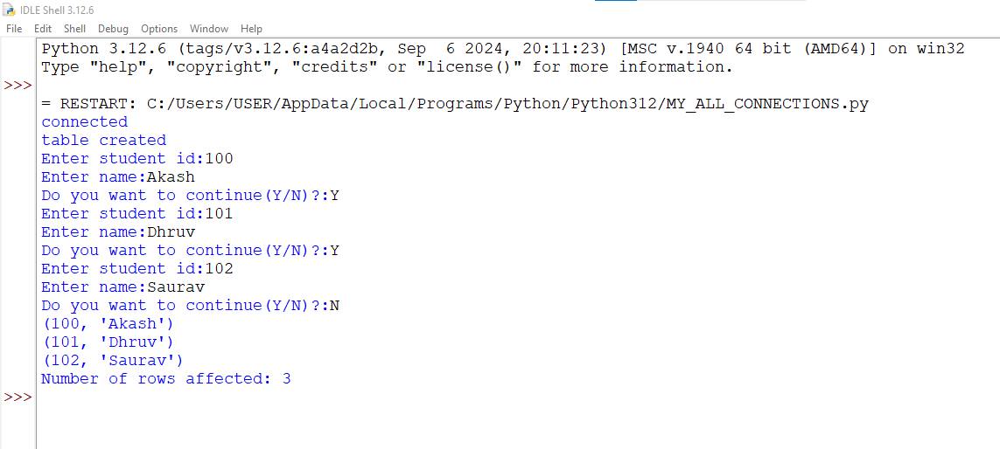 IDLE Shell 3.12.6
File Edit Shell Debug Options Window Help
Python 3.12.6 (tags/v3.12.6:a4a2d2b, Sep  6 2024, 20:11:23) [MSC v.1940 64 bit (AMD64)] on win32
Type "help", "copyright", "credits" or "license()" for more information.
>>>
= RESTART: C:/Users/USER/AppData/Local/Programs/Python/Python312/MY_ALL_CONNECTIONS.py
connected
table created
Enter student id:100
Enter name:Akash
Do you want to continue(Y/N)?:Y
Enter student id:101
Enter name:Dhruv
Do you want to continue(Y/N)?:Y
Enter student id:102
Enter name:Saurav
Do you want to continue(Y/N)?:N
(100, 'Akash')
(101, 'Dhruv')
(102, 'Saurav')
Number of rows affected: 3
>>>